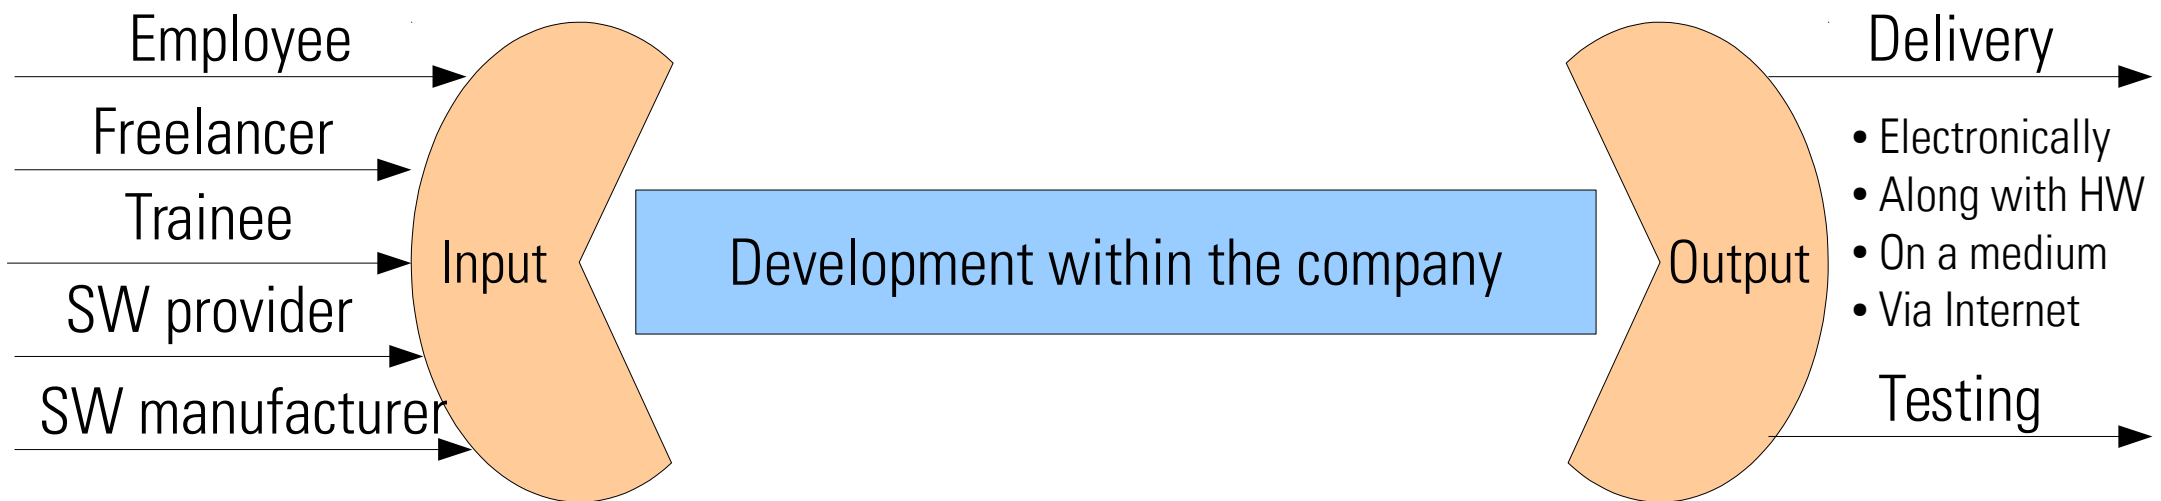 Employee
Freelancer
Trainee
SW provider
SW manufacturer
Input
Development within the company
Output
Delivery
• Electronically
• Along with HW
• On a medium
• Via Internet
Testing